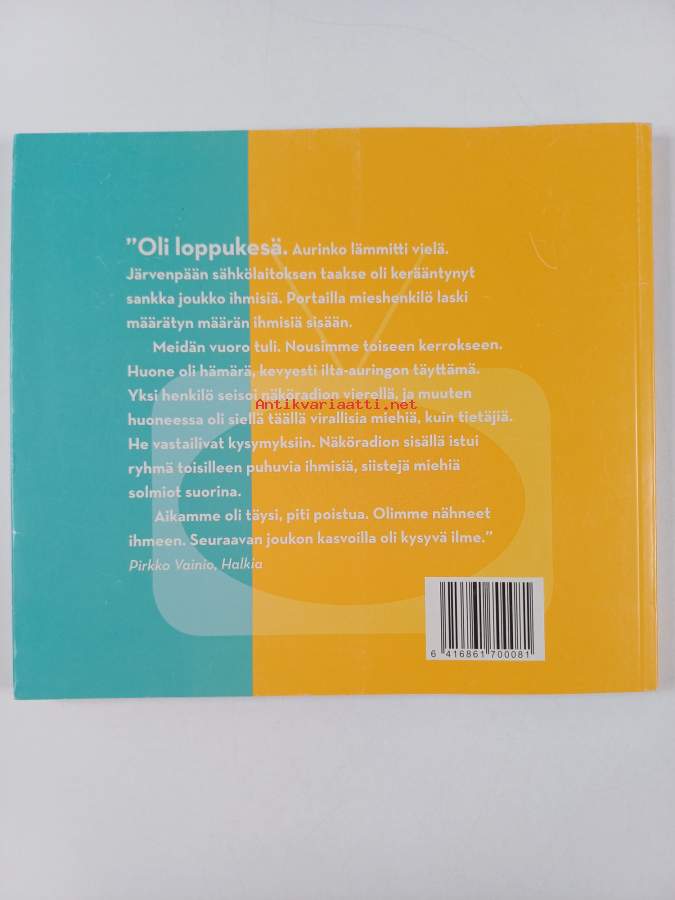 ”Oli loppukesä. Aurinko lämmitti vielä.
Järvenpään sähkölaitoksen taakse oli kerääntynyt
sankka joukko ihmisiä. Portailla mieshenkilö laski
määrätyn määrän ihmisiä sisään.
Meidän vuoro tuli. Nousimme toiseen kerrokseen.
Huone oli hämärä, kevyesti ilta-auringon täyttämä.
Yksi henkilö seisoi näköradion vierellä, ja muuten
Antikvariaatti.net
huoneessa oli siellä täällä virallisia miehiä, kuin tietäjiä.
He vastailivat kysymyksiin. Näköradion sisällä istui
ryhmä toisilleen puhuvia ihmisiä, siistejä miehiä
solmiot suorina.
Aikamme oli täysi, piti poistua. Olimme nähneet
ihmeen. Seuraavan joukon kasvoilla oli kysyvä ilme.”
Pirkko Vainio, Halkia
6 416861 700081